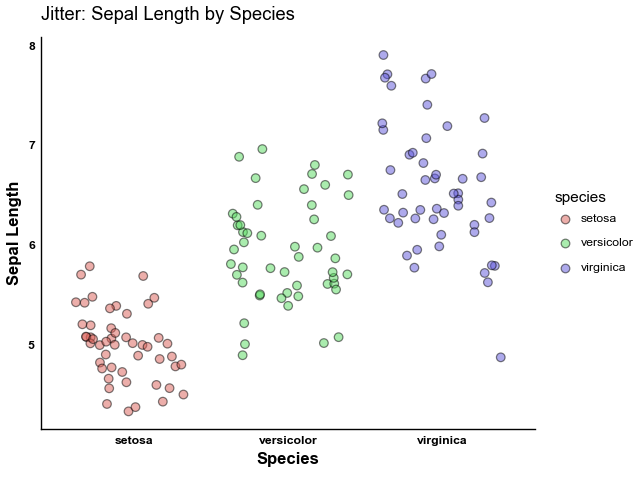 Jitter: Sepal Length by Species
8
7
6
5
Sepal Length
setosa
versicolor
virginica
Species
species
setosa
versicolor
virginica